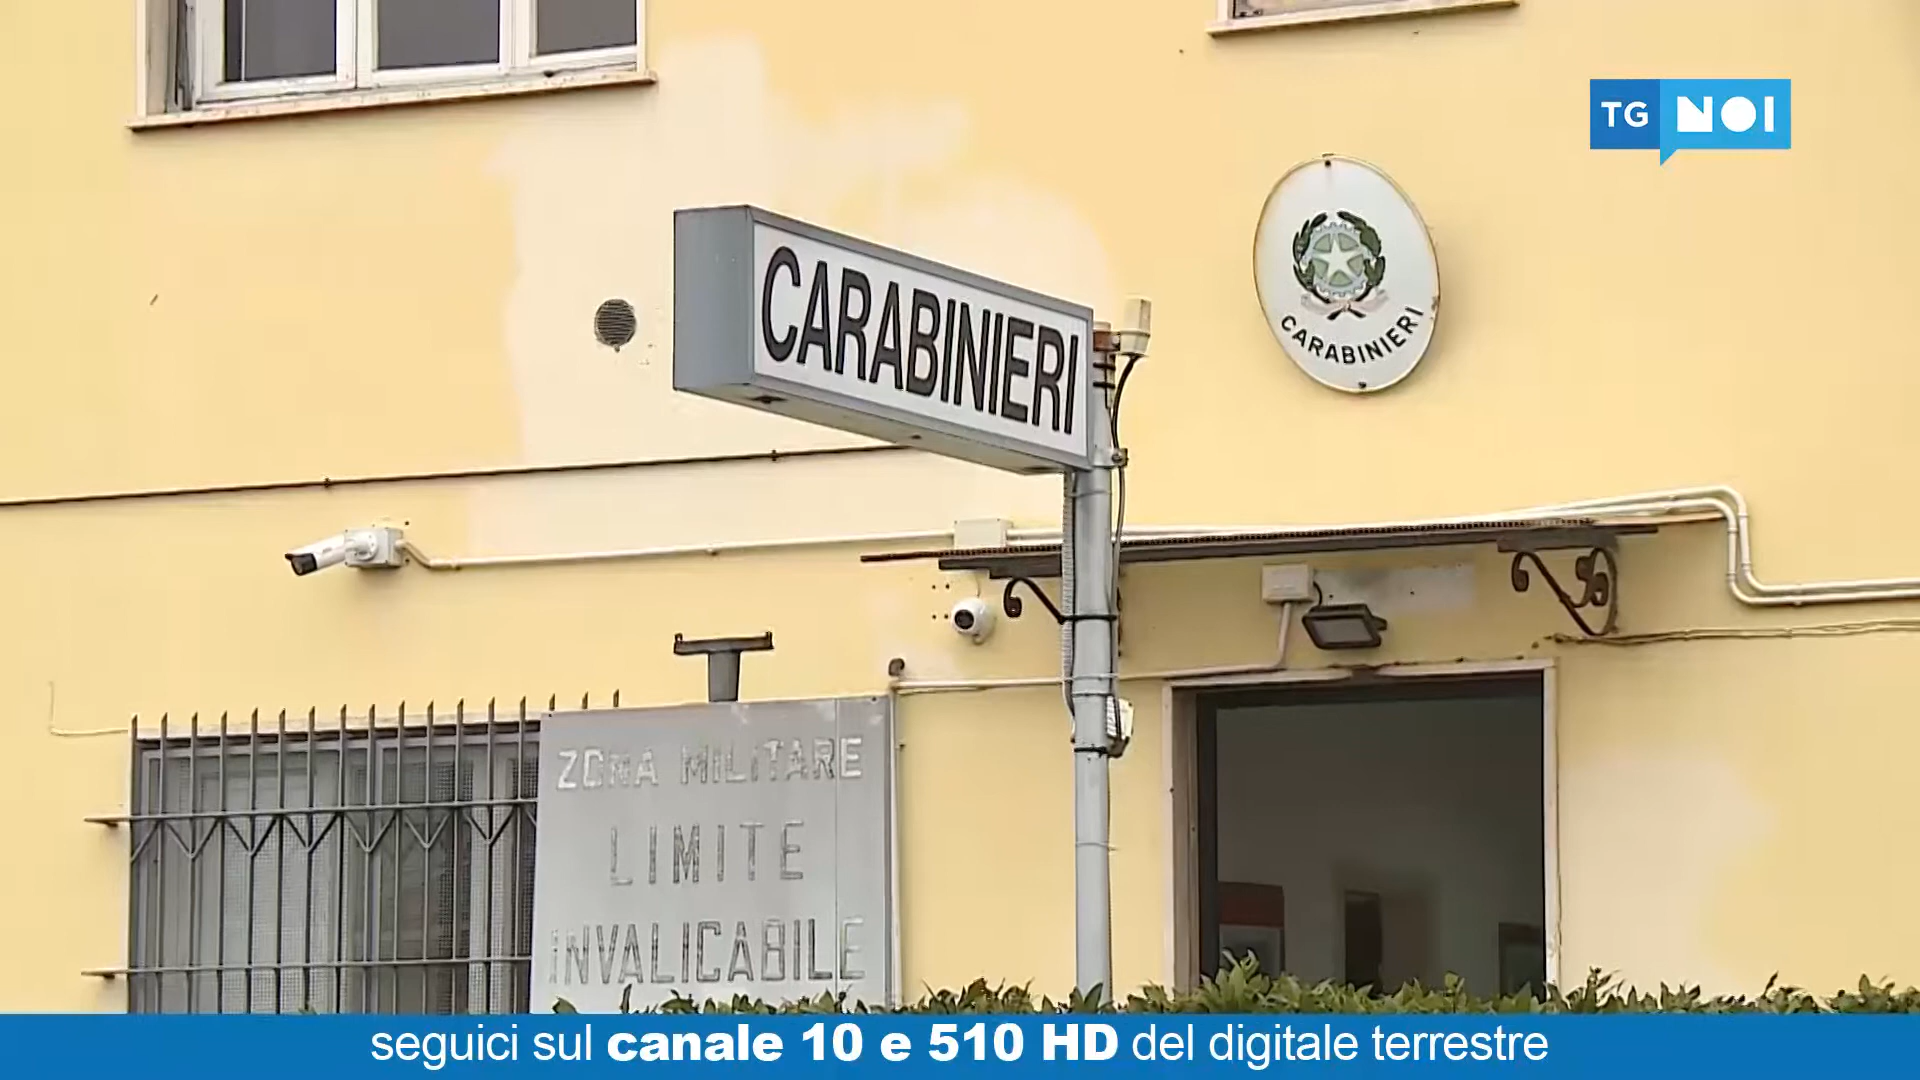 TG NOI
CARABINIERI
CARABINIERI
ZONA MILITARE
LIMITE
INVALICABILE
seguici sul canale 10 e 510 HD del digitale terrestre